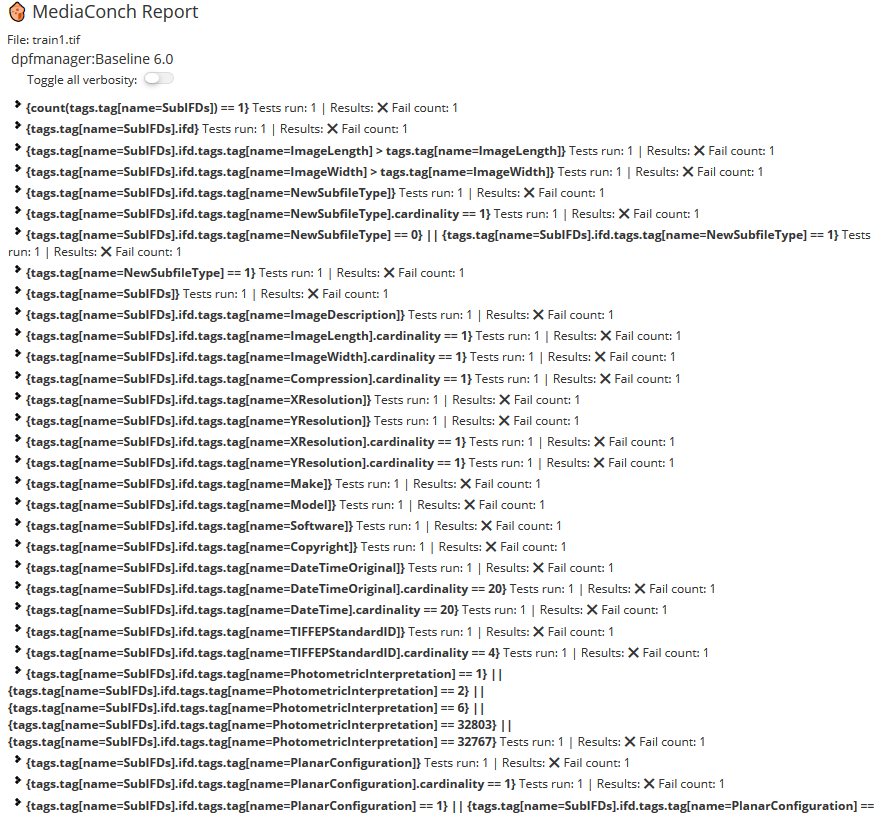 MediaConch Report
File: train1.tif
dpfmanager:Baseline 6.0
Toggle all verbosity:
{count(tags.tag[name=SubIFDs]) == 1} Tests run: 1 | Results: ❌ Fail count: 1
{tags.tag[name=SubIFDs].ifd} Tests run: 1 | Results: ❌ Fail count: 1
{tags.tag[name=SubIFDs].ifd.tags.tag[name=ImageLength] > tags.tag[name=ImageLength]} Tests run: 1 | Results: ❌ Fail count: 1
{tags.tag[name=SubIFDs].ifd.tags.tag[name=ImageWidth] > tags.tag[name=ImageWidth]} Tests run: 1 | Results: ❌ Fail count: 1
{tags.tag[name=SubIFDs].ifd.tags.tag[name=NewSubfileType]} Tests run: 1 | Results: ❌ Fail count: 1
{tags.tag[name=SubIFDs].ifd.tags.tag[name=NewSubfileType].cardinality == 1} Tests run: 1 | Results: ❌ Fail count: 1
{tags.tag[name=SubIFDs].ifd.tags.tag[name=NewSubfileType] == 0} || {tags.tag[name=SubIFDs].ifd.tags.tag[name=NewSubfileType] == 1} Tests
run: 1 | Results: ❌ Fail count: 1
{tags.tag[name=NewSubfileType] == 1} Tests run: 1 | Results: ❌ Fail count: 1
{tags.tag[name=SubIFDs]} Tests run: 1 | Results: ❌ Fail count: 1
{tags.tag[name=SubIFDs].ifd.tags.tag[name=ImageDescription]} Tests run: 1 | Results: ❌ Fail count: 1
{tags.tag[name=SubIFDs].ifd.tags.tag[name=ImageLength].cardinality == 1} Tests run: 1 | Results: ❌ Fail count: 1
{tags.tag[name=SubIFDs].ifd.tags.tag[name=ImageWidth].cardinality == 1} Tests run: 1 | Results: ❌ Fail count: 1
{tags.tag[name=SubIFDs].ifd.tags.tag[name=Compression].cardinality == 1} Tests run: 1 | Results: ❌ Fail count: 1
{tags.tag[name=SubIFDs].ifd.tags.tag[name=XResolution]} Tests run: 1 | Results: ❌ Fail count: 1
{tags.tag[name=SubIFDs].ifd.tags.tag[name=YResolution]} Tests run: 1 | Results: ❌ Fail count: 1
{tags.tag[name=SubIFDs].ifd.tags.tag[name=XResolution].cardinality == 1} Tests run: 1 | Results: ❌ Fail count: 1
{tags.tag[name=SubIFDs].ifd.tags.tag[name=YResolution].cardinality == 1} Tests run: 1 | Results: ❌ Fail count: 1
{tags.tag[name=SubIFDs].ifd.tags.tag[name=Make]} Tests run: 1 | Results: ❌ Fail count: 1
{tags.tag[name=SubIFDs].ifd.tags.tag[name=Model]} Tests run: 1 | Results: ❌ Fail count: 1
{tags.tag[name=SubIFDs].ifd.tags.tag[name=Software]} Tests run: 1 | Results: ❌ Fail count: 1
{tags.tag[name=SubIFDs].ifd.tags.tag[name=Copyright]} Tests run: 1 | Results: ❌ Fail count: 1
{tags.tag[name=SubIFDs].ifd.tags.tag[name=DateTimeOriginal]} Tests run: 1 | Results: ❌ Fail count: 1
{tags.tag[name=SubIFDs].ifd.tags.tag[name=DateTimeOriginal].cardinality == 20} Tests run: 1 | Results: ❌ Fail count: 1
{tags.tag[name=SubIFDs].ifd.tags.tag[name=DateTime].cardinality == 20} Tests run: 1 | Results: ❌ Fail count: 1
{tags.tag[name=SubIFDs].ifd.tags.tag[name=TIFFEPStandardID]} Tests run: 1 | Results: ❌ Fail count: 1
{tags.tag[name=SubIFDs].ifd.tags.tag[name=TIFFEPStandardID].cardinality == 4} Tests run: 1 | Results: ❌ Fail count: 1
{tags.tag[name=SubIFDs].ifd.tags.tag[name=PhotometricInterpretation] == 1} ||
{tags.tag[name=SubIFDs].ifd.tags.tag[name=PhotometricInterpretation] == 2} ||
{tags.tag[name=SubIFDs].ifd.tags.tag[name=PhotometricInterpretation] == 6} ||
{tags.tag[name=SubIFDs].ifd.tags.tag[name=PhotometricInterpretation] == 32803} ||
{tags.tag[name=SubIFDs].ifd.tags.tag[name=PhotometricInterpretation] == 32767} Tests run: 1 | Results: ❌ Fail count: 1
{tags.tag[name=SubIFDs].ifd.tags.tag[name=PlanarConfiguration]} Tests run: 1 | Results: ❌ Fail count: 1
{tags.tag[name=SubIFDs].ifd.tags.tag[name=PlanarConfiguration].cardinality == 1} Tests run: 1 | Results: ❌ Fail count: 1
{tags.tag[name=SubIFDs].ifd.tags.tag[name=PlanarConfiguration] == 1} || {tags.tag[name=SubIFDs].ifd.tags.tag[name=PlanarConfiguration] ==